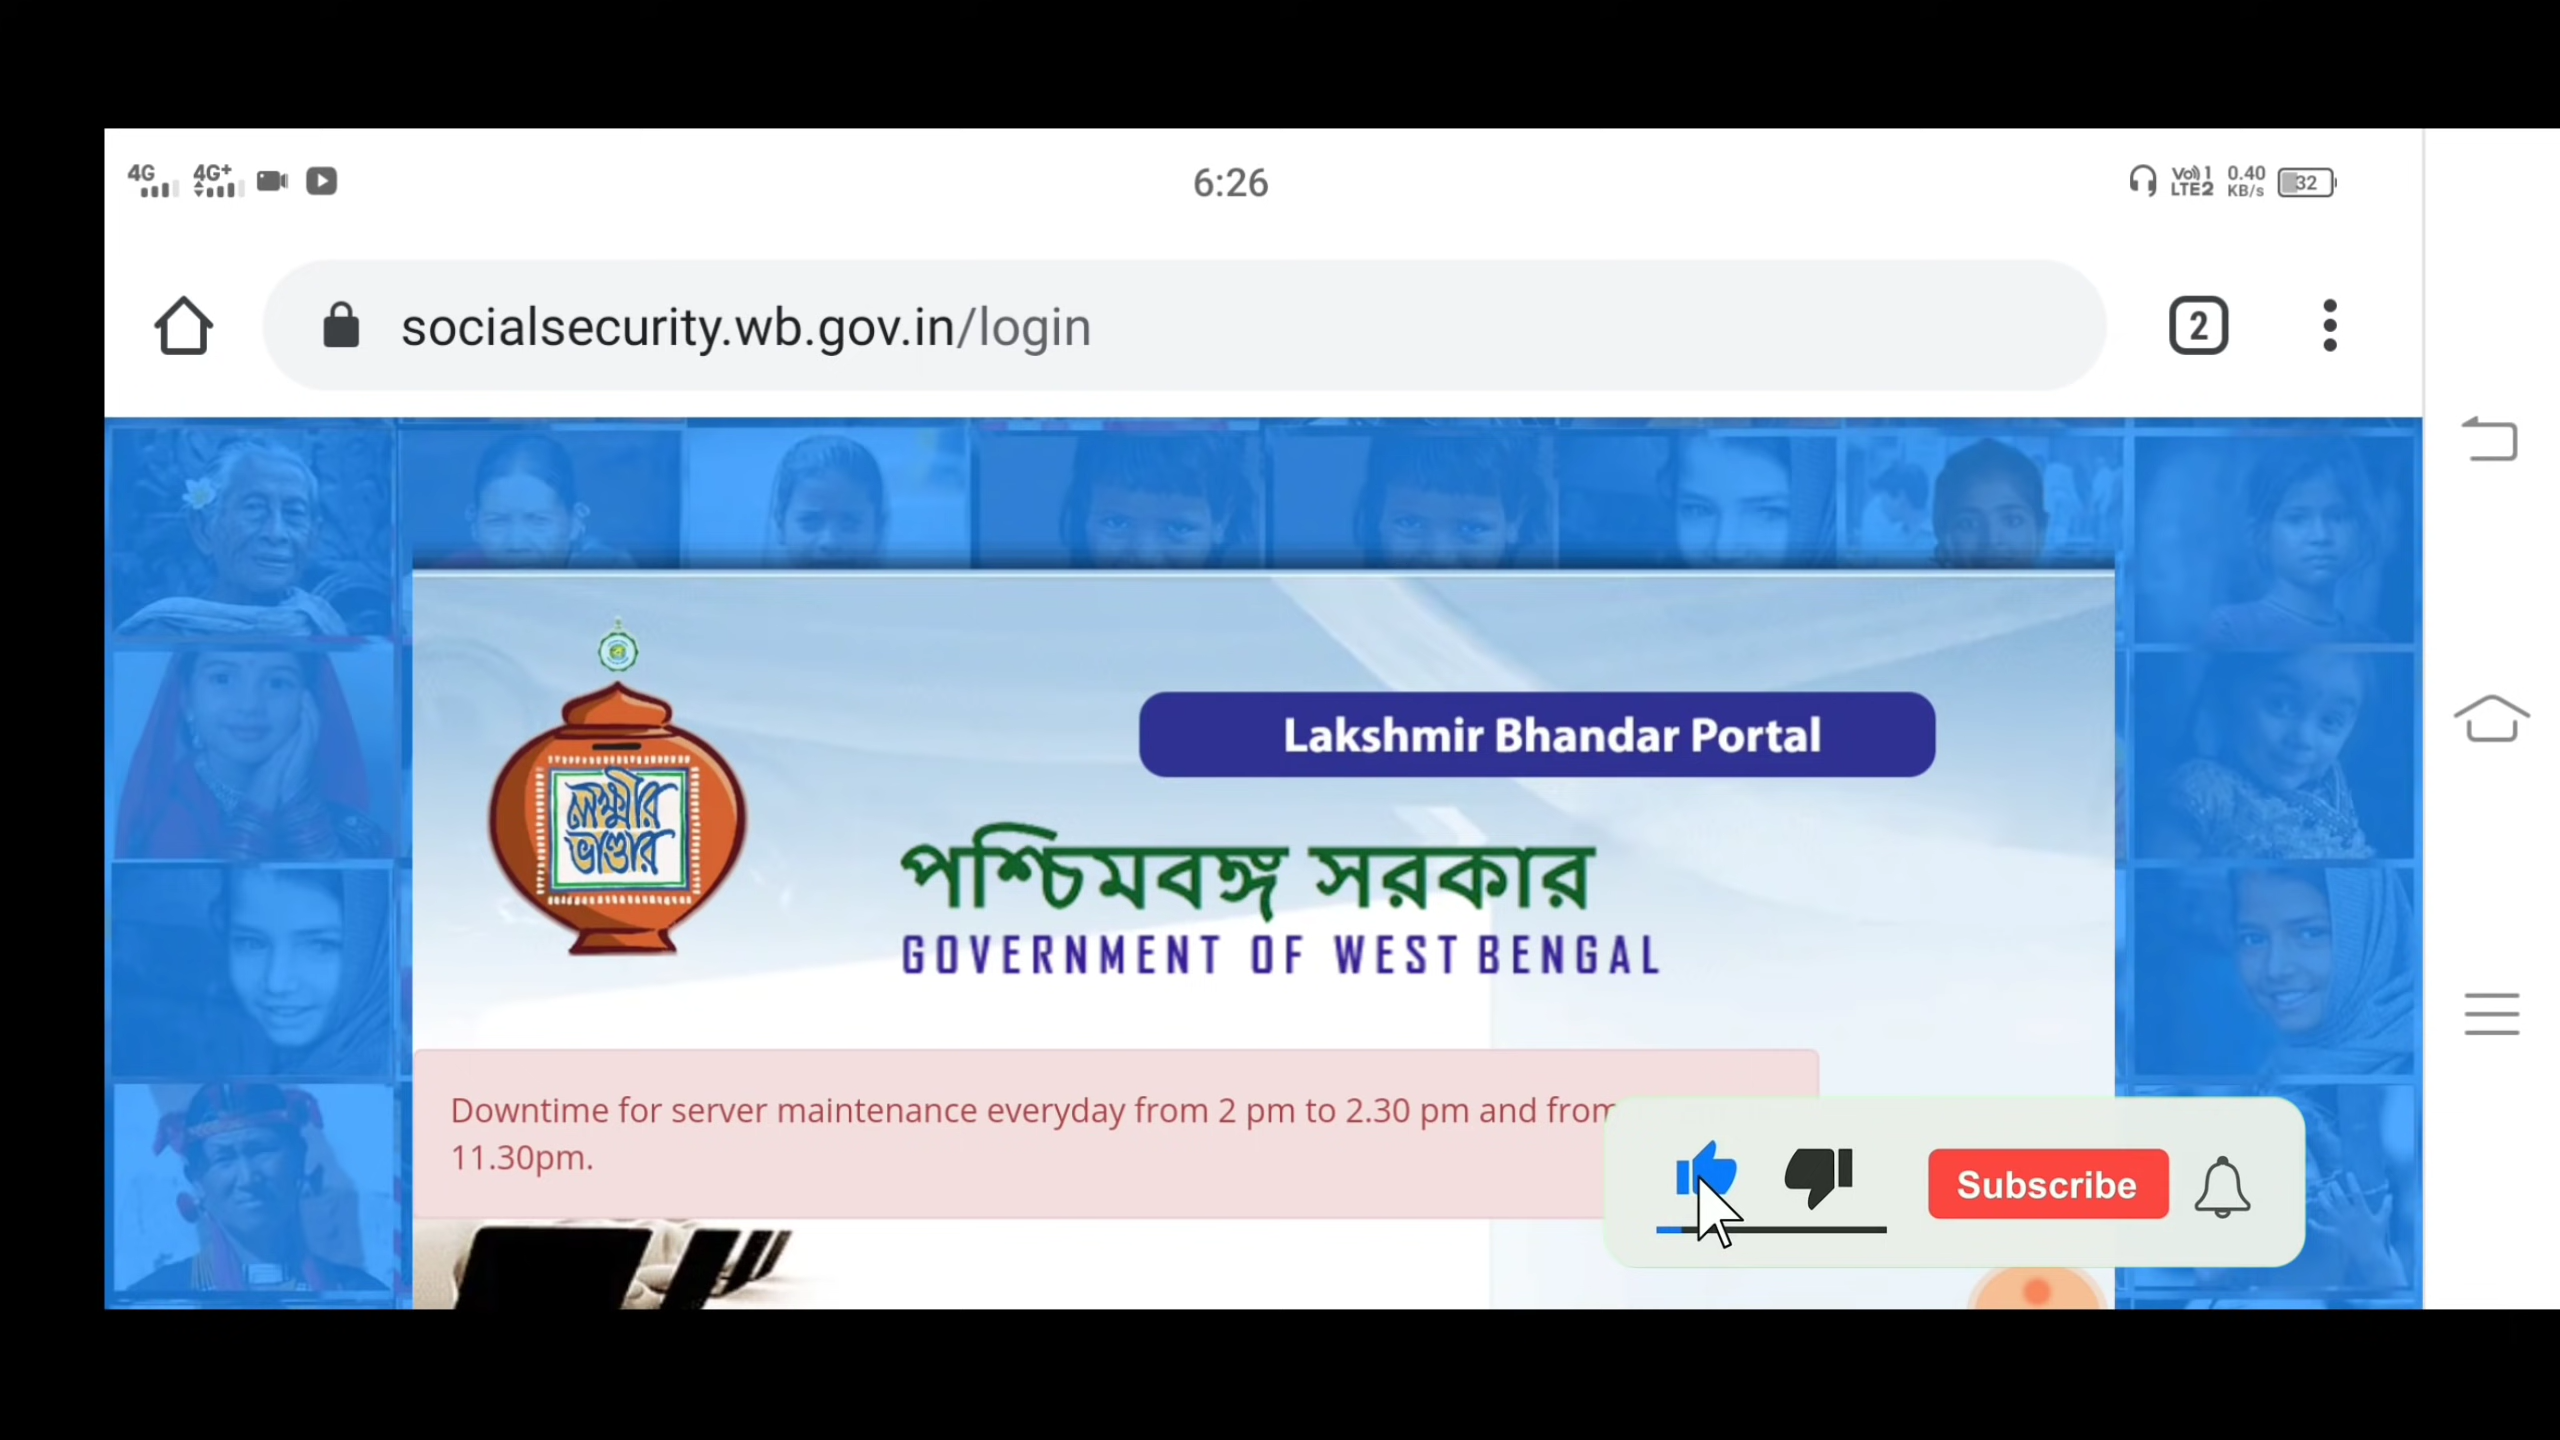 4G 4G+ 6:26 Vo) 1 LTE2 0.40 KB/s 32
socialsecurity.wb.gov.in/login 2
Lakshmir Bhandar Portal
লক্ষ্মীর
ভাণ্ডার
পশ্চিমবঙ্গ সরকার
GOVERNMENT OF WEST BENGAL
Downtime for server maintenance everyday from 2 pm to 2.30 pm and from
11.30pm.
Subscribe